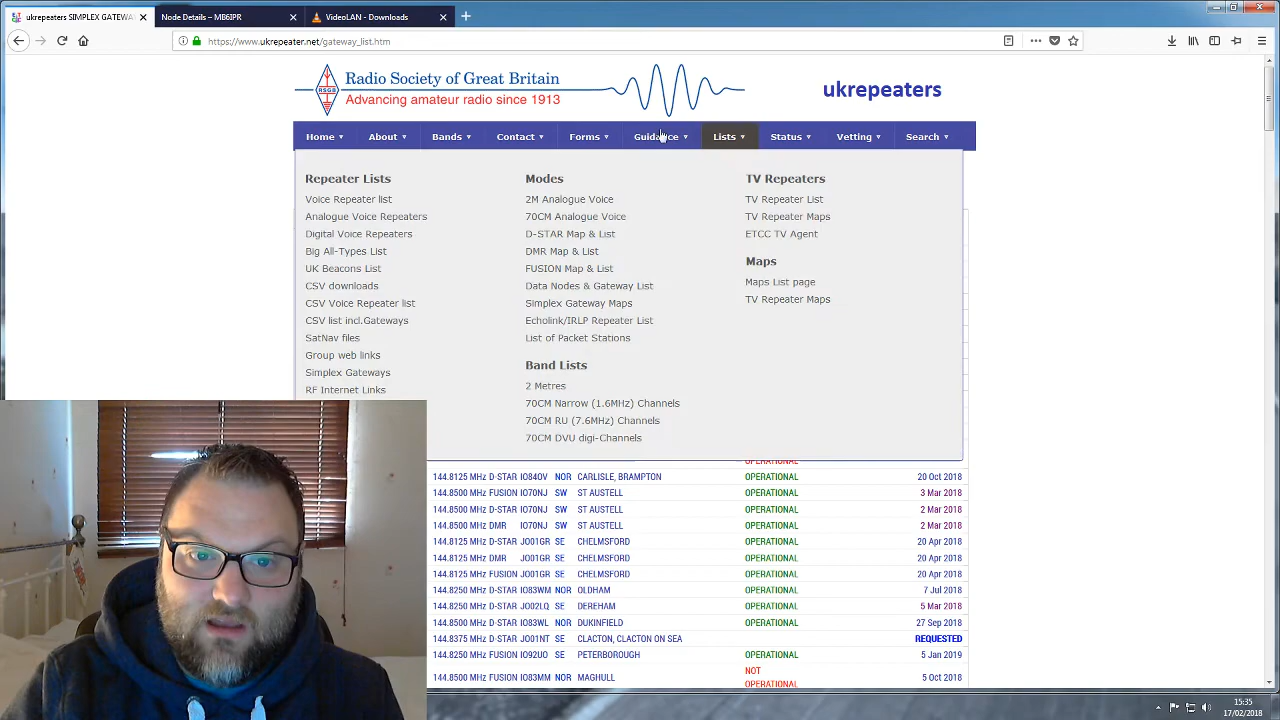 ukrepeaters SIMPLEX GATEWA
Node Details – MB6IPR
VideoLAN - Downloads
https://www.ukrepeater.net/gateway_list.htm
RSGB
Radio Society of Great Britain
Advancing amateur radio since 1913
ukrepeaters
Home About Bands Contact Forms Guidance Lists Status Vetting Search
Repeater Lists
Voice Repeater list
Analogue Voice Repeaters
Digital Voice Repeaters
Big All-Types List
UK Beacons List
CSV downloads
CSV Voice Repeater list
CSV list incl.Gateways
SatNav files
Group web links
Simplex Gateways
RF Internet Links
Modes
2M Analogue Voice
70CM Analogue Voice
D-STAR Map & List
DMR Map & List
FUSION Map & List
Data Nodes & Gateway List
Simplex Gateway Maps
Echolink/IRLP Repeater List
List of Packet Stations
Band Lists
2 Metres
70CM Narrow (1.6MHz) Channels
70CM RU (7.6MHz) Channels
70CM DVU digi-Channels
TV Repeaters
TV Repeater List
TV Repeater Maps
ETCC TV Agent
Maps
Maps List page
TV Repeater Maps
OPERATIONAL
144.8125 MHz D-STAR IO84OV NOR CARLISLE, BRAMPTON OPERATIONAL 20 Oct 2018
144.8500 MHz FUSION IO70NJ SW ST AUSTELL OPERATIONAL 3 Mar 2018
144.8500 MHz D-STAR IO70NJ SW ST AUSTELL OPERATIONAL 2 Mar 2018
144.8500 MHz DMR IO70NJ SW ST AUSTELL OPERATIONAL 2 Mar 2018
144.8125 MHz D-STAR JO01GR SE CHELMSFORD OPERATIONAL 20 Apr 2018
144.8125 MHz DMR JO01GR SE CHELMSFORD OPERATIONAL 20 Apr 2018
144.8125 MHz FUSION JO01GR SE CHELMSFORD OPERATIONAL 20 Apr 2018
144.8250 MHz D-STAR IO83WM NOR OLDHAM OPERATIONAL 7 Jul 2018
144.8250 MHz D-STAR JO02LQ SE DEREHAM OPERATIONAL 5 Mar 2018
144.8500 MHz D-STAR IO83WL NOR DUKINFIELD OPERATIONAL 27 Sep 2018
144.8375 MHz D-STAR JO01NT SE CLACTON, CLACTON ON SEA REQUESTED
144.8250 MHz FUSION IO92UO SE PETERBOROUGH OPERATIONAL 5 Jan 2019
144.8500 MHz FUSION IO83MM NOR MAGHULL NOT OPERATIONAL 5 Oct 2018
15:35
17/02/2018